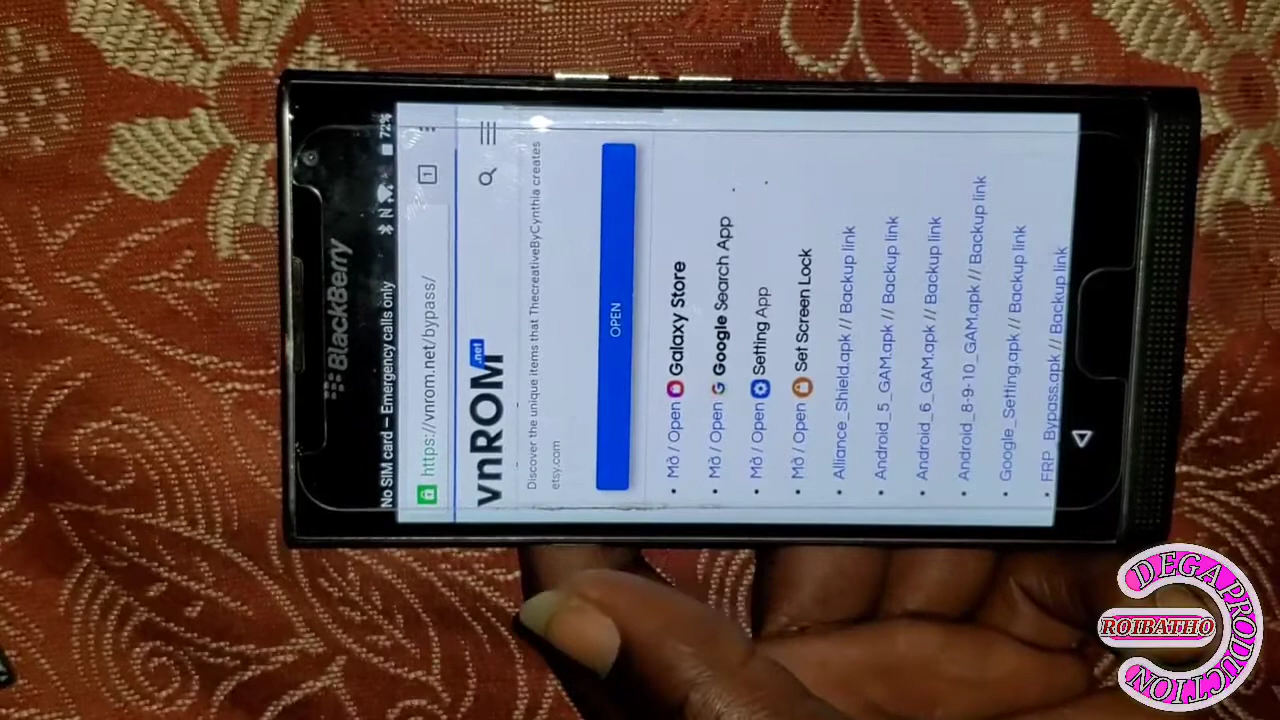 BlackBerry
No SIM card – Emergency calls only
72%
https://vnrom.net/bypass/
1
vnROM
.net
Discover the unique items that ThecreativeByCynthia creates
etsy.com
OPEN
Mở / Open Galaxy Store
Mở / Open Google Search App
Mở / Open Setting App
Mở / Open Set Screen Lock
Alliance_Shield.apk // Backup link
Android_5_GAM.apk // Backup link
Android_6_GAM.apk // Backup link
Android_8-9-10_GAM.apk // Backup link
Google_Setting.apk // Backup link
FRP_Bypass.apk // Backup link
DEGA PRODUCTION
ROIBATHO